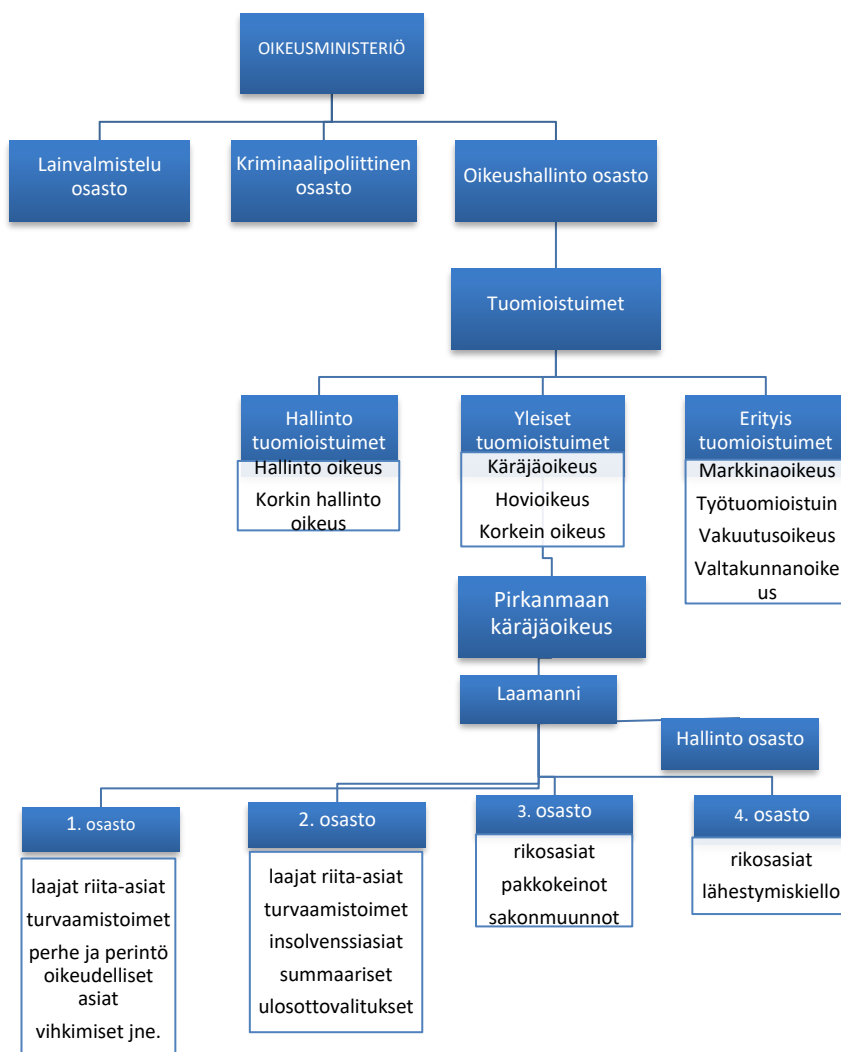 OIKEUSMINISTERIÖ
Lainvalmistelu
osasto
Kriminaalipoliittinen
osasto
Oikeushallinto osasto
Tuomioistuimet
Hallinto
tuomioistuimet
Hallinto oikeus
Korkin hallinto
oikeus
Yleiset
tuomioistuimet
Käräjäoikeus
Hovioikeus
Korkein oikeus
Erityis
tuomioistuimet
Markkinaoikeus
Työtuomioistuin
Vakuutusoikeus
Valtakunnanoike
us
Pirkanmaan
käräjäoikeus
Laamanni
Hallinto osasto
1. osasto
laajat riita-asiat
turvaamistoimet
perhe ja perintö
oikeudelliset
asiat
vihkimiset jne.
2. osasto
laajat riita-asiat
turvaamistoimet
insolvenssiasiat
summaariset
ulosottovalitukset
3. osasto
rikosasiat
pakkokeinot
sakonmuunnot
4. osasto
rikosasiat
lähestymiskiello